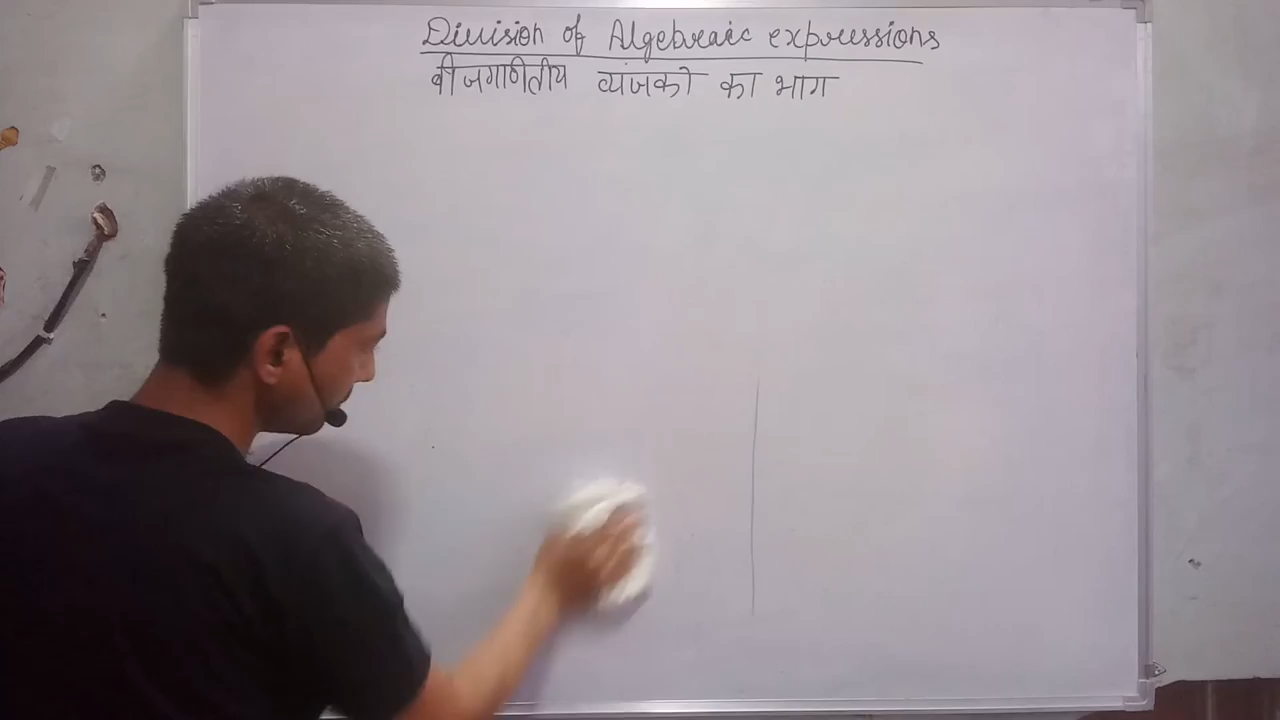 Division of Algebraic expressions
बीजगणितीय व्यंजको का भाग